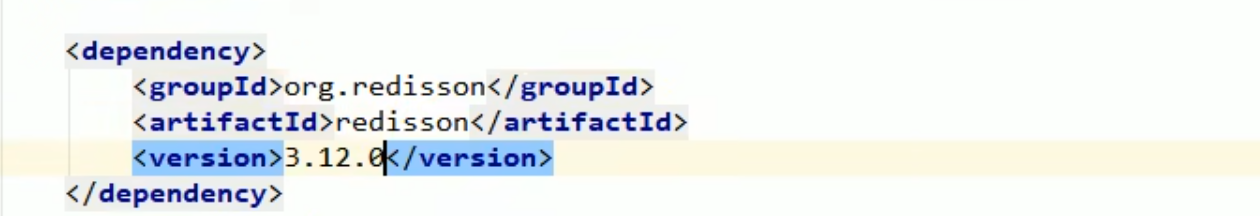 <dependency>
<groupId>org.redisson</groupId>
<artifactId>redisson</artifactId>
<version>3.12.0</version>
</dependency>